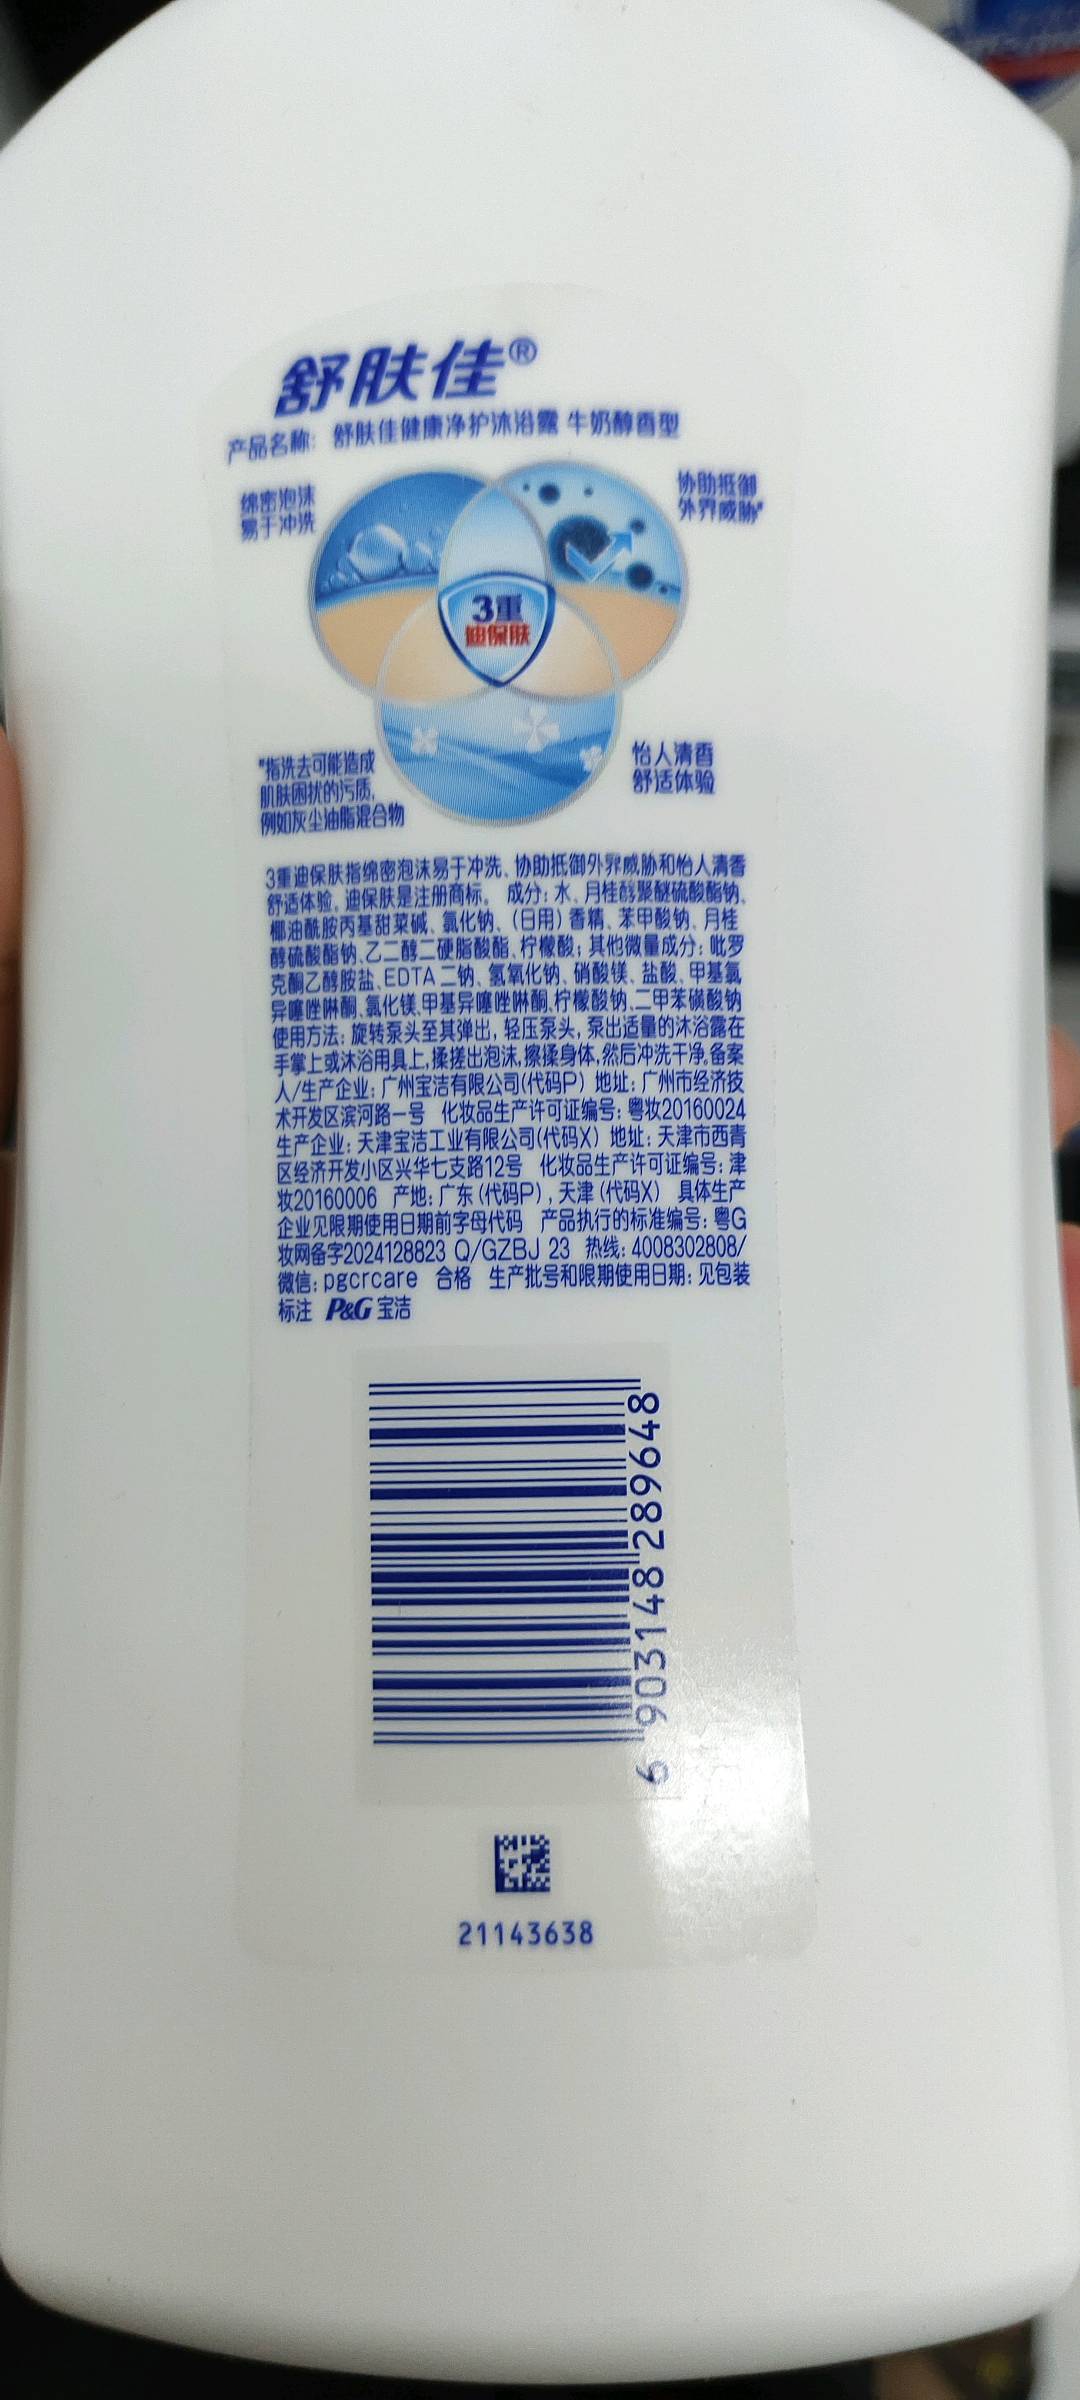 舒肤佳®
产品名称: 舒肤佳健康净护沐浴露 牛奶醇香型
绵密泡沫
易于冲洗
协助抵御
外界威胁*
3重
迪保肤
*指洗去可能造成
肌肤困扰的污质,
例如灰尘油脂混合物
怡人清香
舒适体验
3重迪保肤指绵密泡沫易于冲洗、协助抵御外界威胁和怡人清香
舒适体验。迪保肤是注册商标。 成分: 水、月桂醇聚醚硫酸酯钠、
椰油酰胺丙基甜菜碱、氯化钠、(日用) 香精、苯甲酸钠、月桂
醇硫酸酯钠、乙二醇二硬脂酸酯、柠檬酸; 其他微量成分: 吡罗
克酮乙醇胺盐、EDTA 二钠、氢氧化钠、硝酸镁、盐酸、甲基氯
异噻唑啉酮、氯化镁、甲基异噻唑啉酮、柠檬酸钠、二甲苯磺酸钠
使用方法: 旋转泵头至其弹出, 轻压泵头, 泵出适量的沐浴露在
手掌上或沐浴用具上,揉搓出泡沫,擦揉身体,然后冲洗干净。备案
人/生产企业: 广州宝洁有限公司(代码P) 地址: 广州市经济技
术开发区滨河路一号 化妆品生产许可证编号: 粤妆20160024
生产企业: 天津宝洁工业有限公司(代码X) 地址: 天津市西青
区经济开发小区兴华七支路12号 化妆品生产许可证编号: 津
妆20160006 产地: 广东 (代码P) , 天津 (代码X) 具体生产
企业见限期使用日期前字母代码 产品执行的标准编号: 粤G
妆网备字2024128823 Q/GZBJ 23 热线: 4008302808/
微信: pgcrcare 合格 生产批号和限期使用日期: 见包装
标注 P&G 宝洁
6 903148 289648
21143638